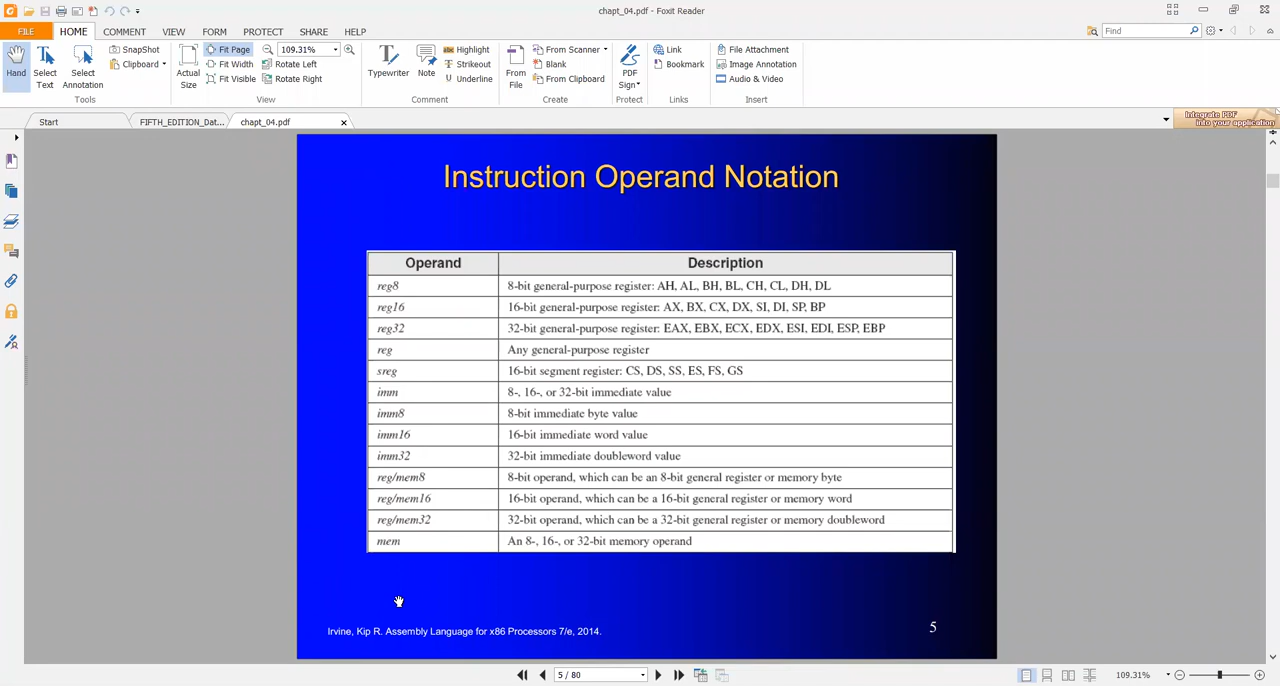 chapt_04.pdf - Foxit Reader
FILE HOME COMMENT VIEW FORM PROTECT SHARE HELP Find
Hand
Select Text
Select Annotation
SnapShot
Clipboard
Tools
Actual Size
Fit Page
Fit Width
Fit Visible
109.31%
Rotate Left
Rotate Right
View
Typewriter
Note
Highlight
Strikeout
Underline
Comment
From File
From Scanner
Blank
From Clipboard
Create
PDF Sign
Protect
Link
Bookmark
Links
File Attachment
Image Annotation
Audio & Video
Insert
Start FIFTH_EDITION_Dat... chapt_04.pdf
Integrate PDF
into your application
Instruction Operand Notation
Operand Description
reg8 8-bit general-purpose register: AH, AL, BH, BL, CH, CL, DH, DL
reg16 16-bit general-purpose register: AX, BX, CX, DX, SI, DI, SP, BP
reg32 32-bit general-purpose register: EAX, EBX, ECX, EDX, ESI, EDI, ESP, EBP
reg Any general-purpose register
sreg 16-bit segment register: CS, DS, SS, ES, FS, GS
imm 8-, 16-, or 32-bit immediate value
imm8 8-bit immediate byte value
imm16 16-bit immediate word value
imm32 32-bit immediate doubleword value
reg/mem8 8-bit operand, which can be an 8-bit general register or memory byte
reg/mem16 16-bit operand, which can be a 16-bit general register or memory word
reg/mem32 32-bit operand, which can be a 32-bit general register or memory doubleword
mem An 8-, 16-, or 32-bit memory operand
Irvine, Kip R. Assembly Language for x86 Processors 7/e, 2014.
5
5 / 80
109.31%